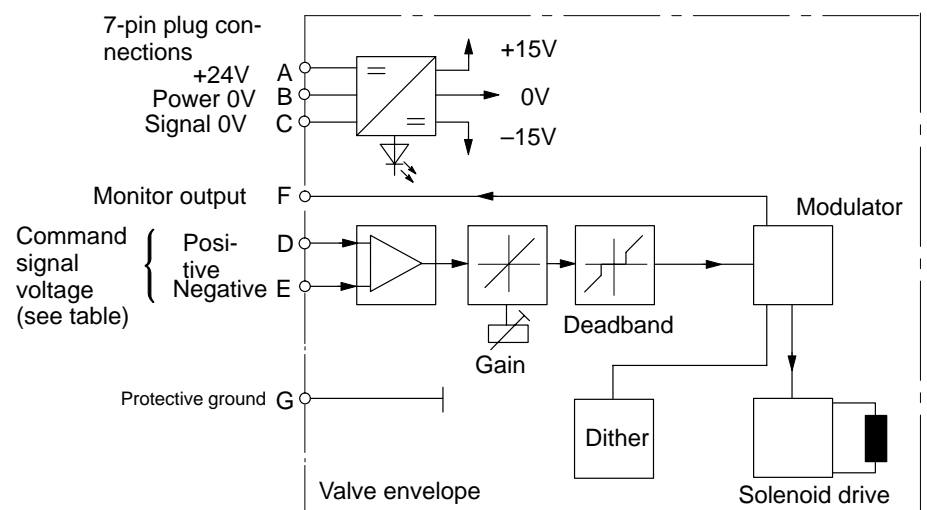 7-pin plug con-
nections
+24V A
Power 0V B
Signal 0V C
+15V
0V
–15V
Monitor output F
Modulator
Command
signal
voltage
(see table)
Posi-
tive
D
Negative E
Deadband
Gain
Protective ground G
Dither
Valve envelope
Solenoid drive